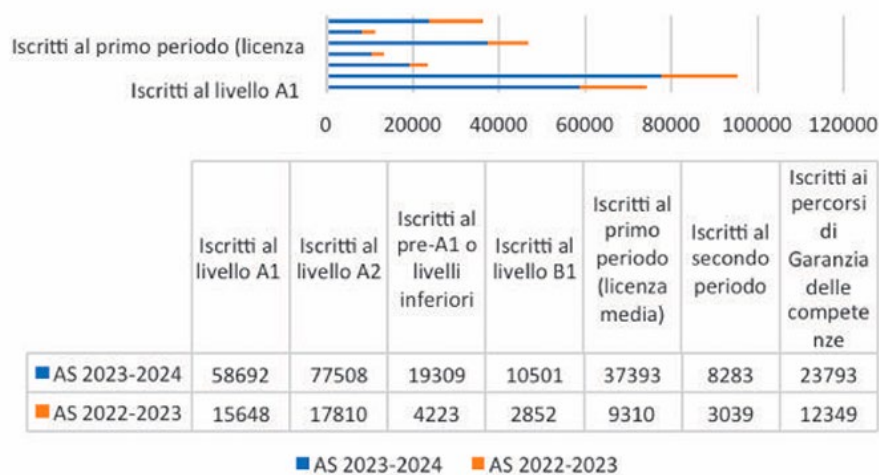 Iscritti al primo periodo (licenza
Iscritti al livello A1
0 20000 40000 60000 80000 100000 120000
Iscritti al livello A1
Iscritti al livello A2
Iscritti al pre-A1 o livelli inferiori
Iscritti al livello B1
Iscritti al primo periodo (licenza media)
Iscritti al secondo periodo
Iscritti ai percorsi di Garanzia delle compete nze
AS 2023-2024 58692 77508 19309 10501 37393 8283 23793
AS 2022-2023 15648 17810 4223 2852 9310 3039 12349
AS 2023-2024 AS 2022-2023